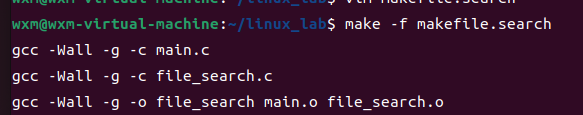 wxm@wxm-virtual-machine:~/linux_lab$ vim makefile.search
wxm@wxm-virtual-machine:~/linux_lab$ make -f makefile.search
gcc -Wall -g -c main.c
gcc -Wall -g -c file_search.c
gcc -Wall -g -o file_search main.o file_search.o